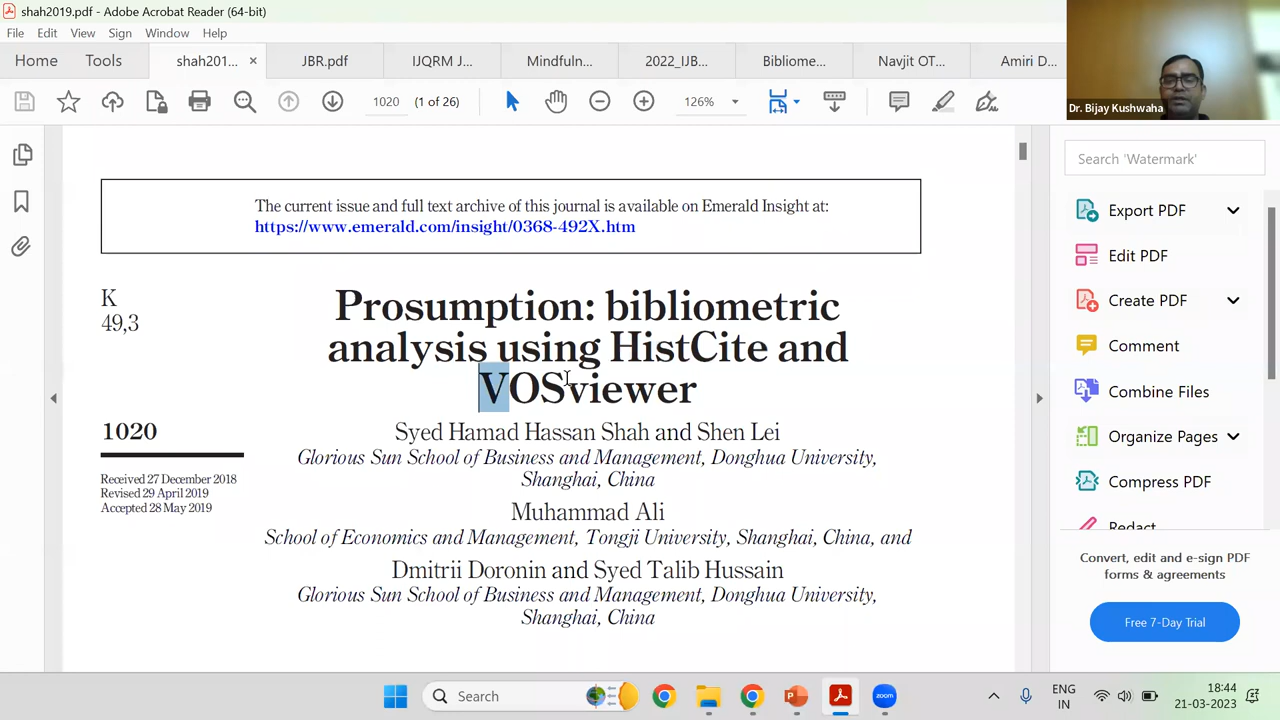 shah2019.pdf - Adobe Acrobat Reader (64-bit)
File Edit View Sign Window Help
Home Tools shah201... × JBR.pdf IJQRM J... Mindfuln... 2022_IJB... Bibliome... Navjit OT... Amiri D...
1020 (1 of 26) 126%
Dr. Bijay Kushwaha
Search 'Watermark'
Export PDF
Edit PDF
Create PDF
Comment
Combine Files
Organize Pages
Compress PDF
Redact
Convert, edit and e-sign PDF
forms & agreements
Free 7-Day Trial
The current issue and full text archive of this journal is available on Emerald Insight at:
https://www.emerald.com/insight/0368-492X.htm
K
49,3
1020
Received 27 December 2018
Revised 29 April 2019
Accepted 28 May 2019
Prosumption: bibliometric
analysis using HistCite and
VOSviewer
Syed Hamad Hassan Shah and Shen Lei
Glorious Sun School of Business and Management, Donghua University,
Shanghai, China
Muhammad Ali
School of Economics and Management, Tongji University, Shanghai, China, and
Dmitrii Doronin and Syed Talib Hussain
Glorious Sun School of Business and Management, Donghua University,
Shanghai, China
Search
zoom
ENG
IN
18:44
21-03-2023